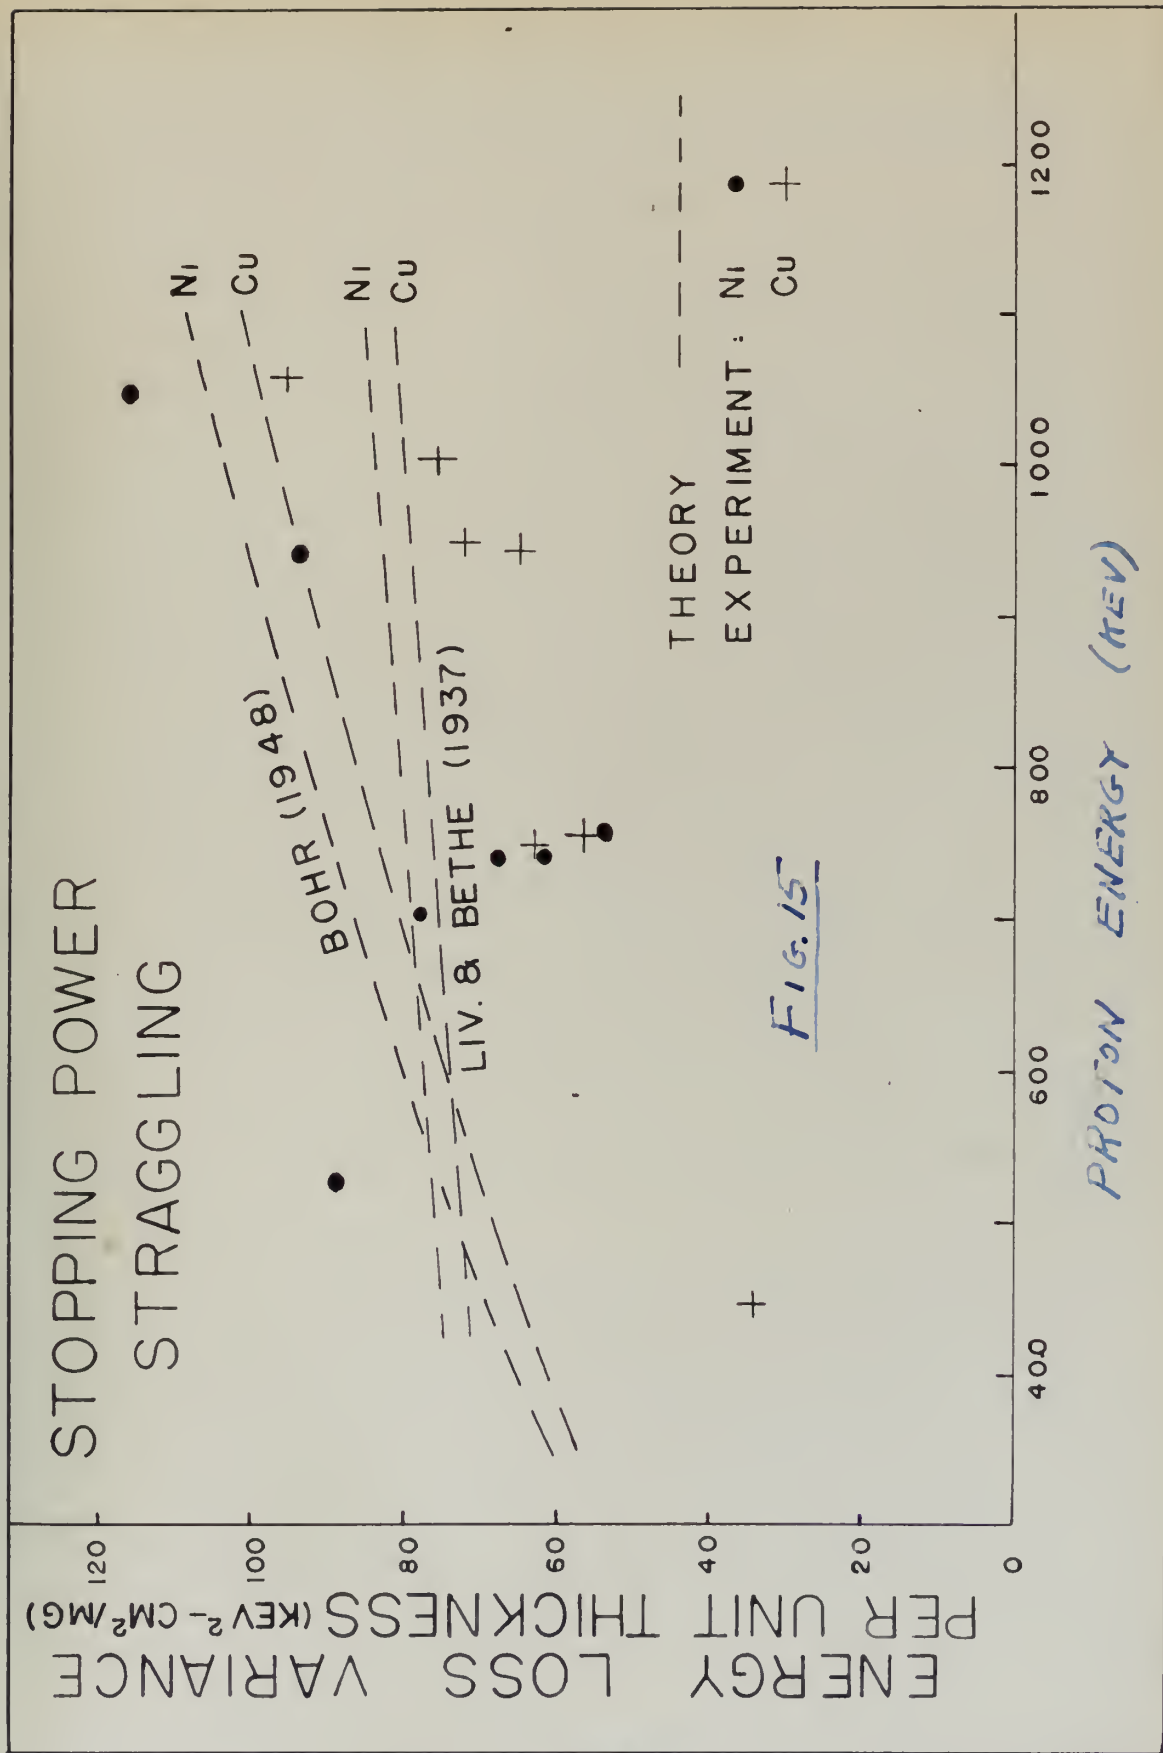 STOPPING POWER
STRAGGLING
ENERGY LOSS VARIANCE
PER UNIT THICKNESS (KEV²-CM²/MG)
120
100
80
60
40
20
0
Ni
Cu
Ni
Cu
BOHR (1948)
LIV. & BETHE (1937)
THEORY
EXPERIMENT: Ni
Cu
400
600
800
1000
1200
FIG. 15
PROTON ENERGY (KEV)